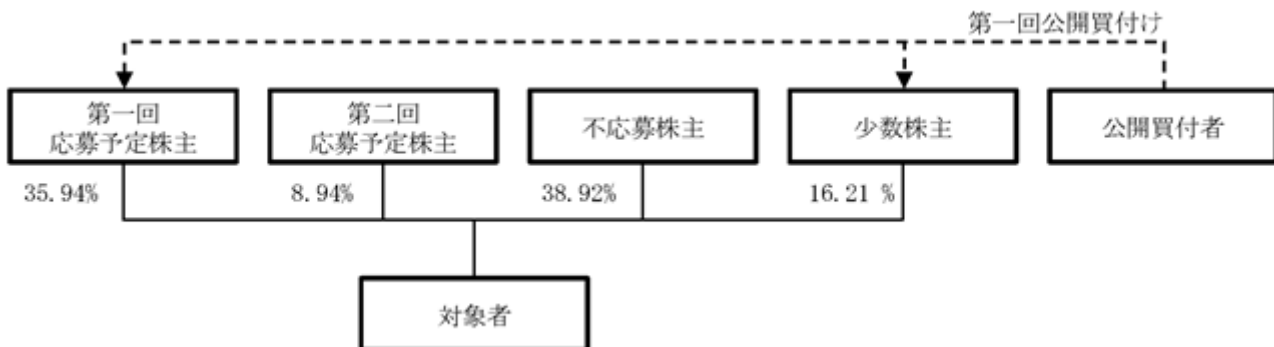 第一回公開買付け
第一回
応募予定株主
第二回
応募予定株主
不応募株主
少数株主
公開買付者
35.94%
8.94%
38.92%
16.21 %
対象者